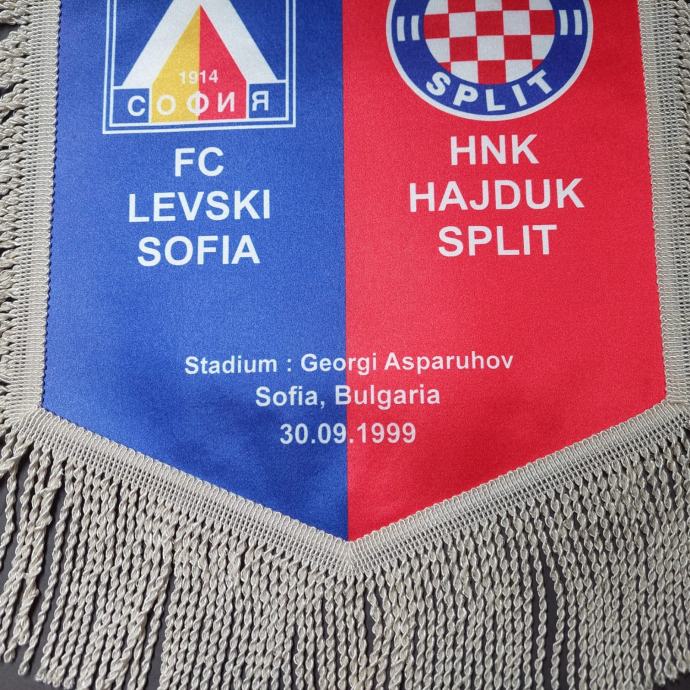 1914
СОФИЯ
FC
LEVSKI
SOFIA
SPLIT
HNK
HAJDUK
SPLIT
Stadium : Georgi Asparuhov
Sofia, Bulgaria
30.09.1999